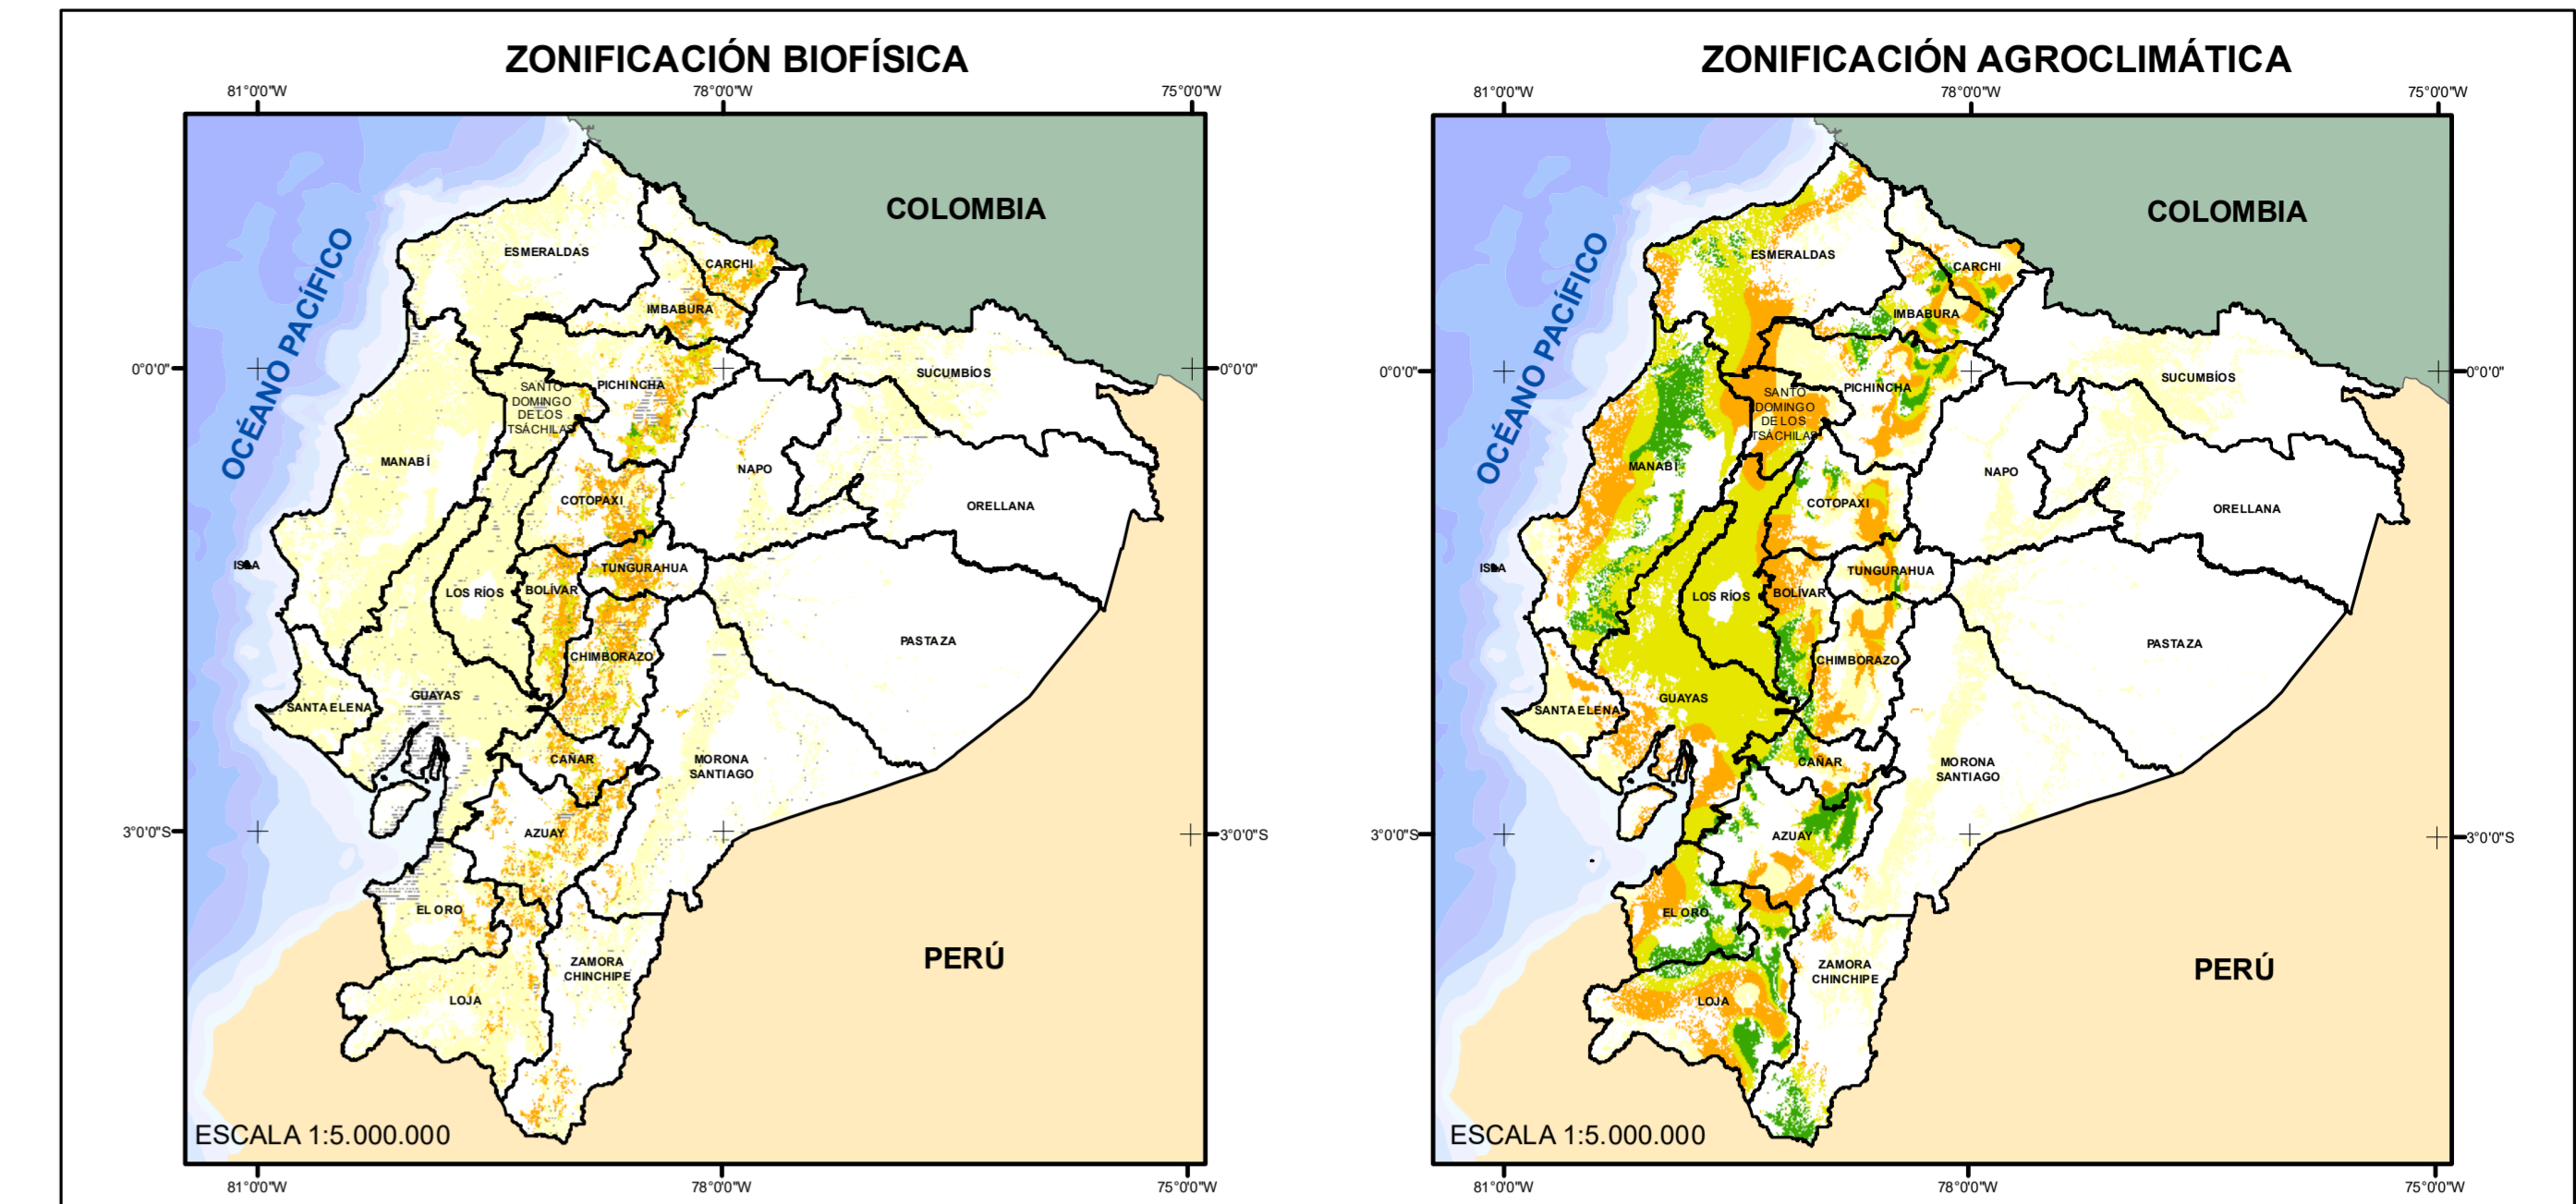 ZONIFICACIÓN BIOFÍSICA
81°0'0"W
78°0'0"W
75°0'0"W
COLOMBIA
OCÉANO PACÍFICO
ESMERALDAS
CARCHI
IMBABURA
0°0'0"
0°0'0"
SUCUMBÍOS
PICHINCHA
SANTO
DOMINGO
DE LOS
TSÁCHILAS
MANABÍ
NAPO
COTOPAXI
ORELLANA
ISLA
TUNGURAHUA
LOS RÍOS
BOLÍVAR
PASTAZA
CHIMBORAZO
GUAYAS
SANTA ELENA
CAÑAR
MORONA
SANTIAGO
3°0'0"S
3°0'0"S
AZUAY
EL ORO
PERÚ
ZAMORA
CHINCHIPE
LOJA
ESCALA 1:5.000.000
81°0'0"W
78°0'0"W
75°0'0"W
ZONIFICACIÓN AGROCLIMÁTICA
81°0'0"W
78°0'0"W
75°0'0"W
COLOMBIA
OCÉANO PACÍFICO
ESMERALDAS
CARCHI
IMBABURA
0°0'0"
0°0'0"
SUCUMBÍOS
PICHINCHA
SANTO
DOMINGO
DE LOS
TSÁCHILAS
MANABÍ
NAPO
COTOPAXI
ORELLANA
ISLA
TUNGURAHUA
LOS RÍOS
BOLÍVAR
PASTAZA
CHIMBORAZO
GUAYAS
SANTA ELENA
CAÑAR
MORONA
SANTIAGO
3°0'0"S
3°0'0"S
AZUAY
EL ORO
PERÚ
ZAMORA
CHINCHIPE
LOJA
ESCALA 1:5.000.000
81°0'0"W
78°0'0"W
75°0'0"W